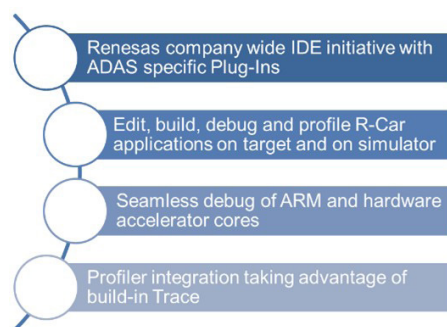 Renesas company wide IDE initiative with
ADAS specific Plug-Ins
Edit, build, debug and profile R-Car
applications on target and on simulator
Seamless debug of ARM and hardware
accelerator cores
Profiler integration taking advantage of
build-in Trace